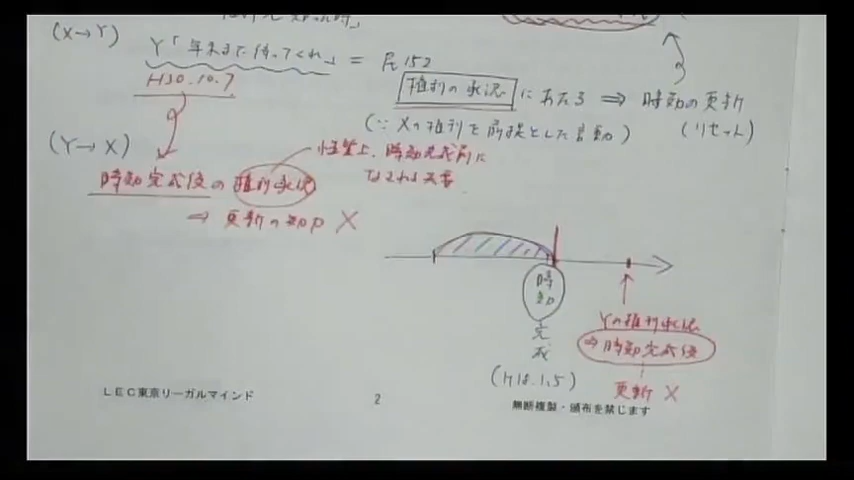 (X→Y)
Y「年末まで待ってくれ」= 民152
H30.10.7
権利の承認 にあたる ⇒ 時効の更新
(∵ Xの権利を前提とした言動) (リセット)
(Y→X)
性質上、時効完成前に
なされる必要
時効完成後の権利承認
⇒ 更新の効力 X
時効
完成
(H18.1.5)
Yの権利承認
⇒時効完成後
更新 X
LEC東京リーガルマインド
2
無断複製・頒布を禁じます